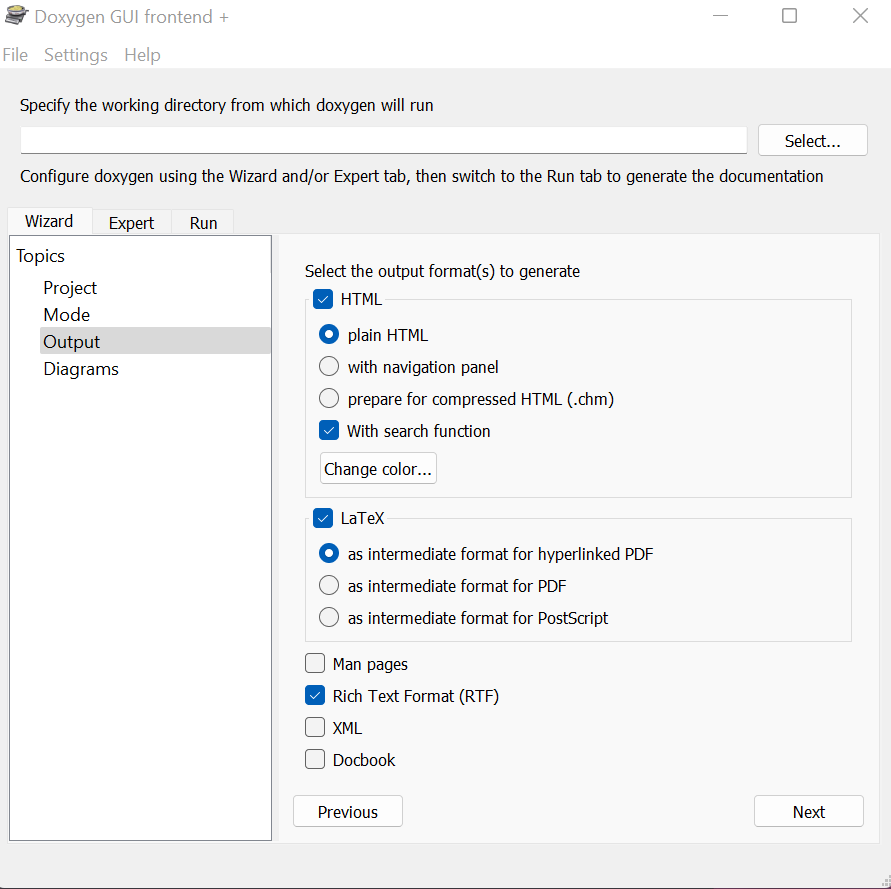 Doxygen GUI frontend +
File Settings Help
Specify the working directory from which doxygen will run
Select...
Configure doxygen using the Wizard and/or Expert tab, then switch to the Run tab to generate the documentation
Wizard Expert Run
Topics
Project
Mode
Output
Diagrams
Select the output format(s) to generate
HTML
plain HTML
with navigation panel
prepare for compressed HTML (.chm)
With search function
Change color...
LaTeX
as intermediate format for hyperlinked PDF
as intermediate format for PDF
as intermediate format for PostScript
Man pages
Rich Text Format (RTF)
XML
Docbook
Previous Next